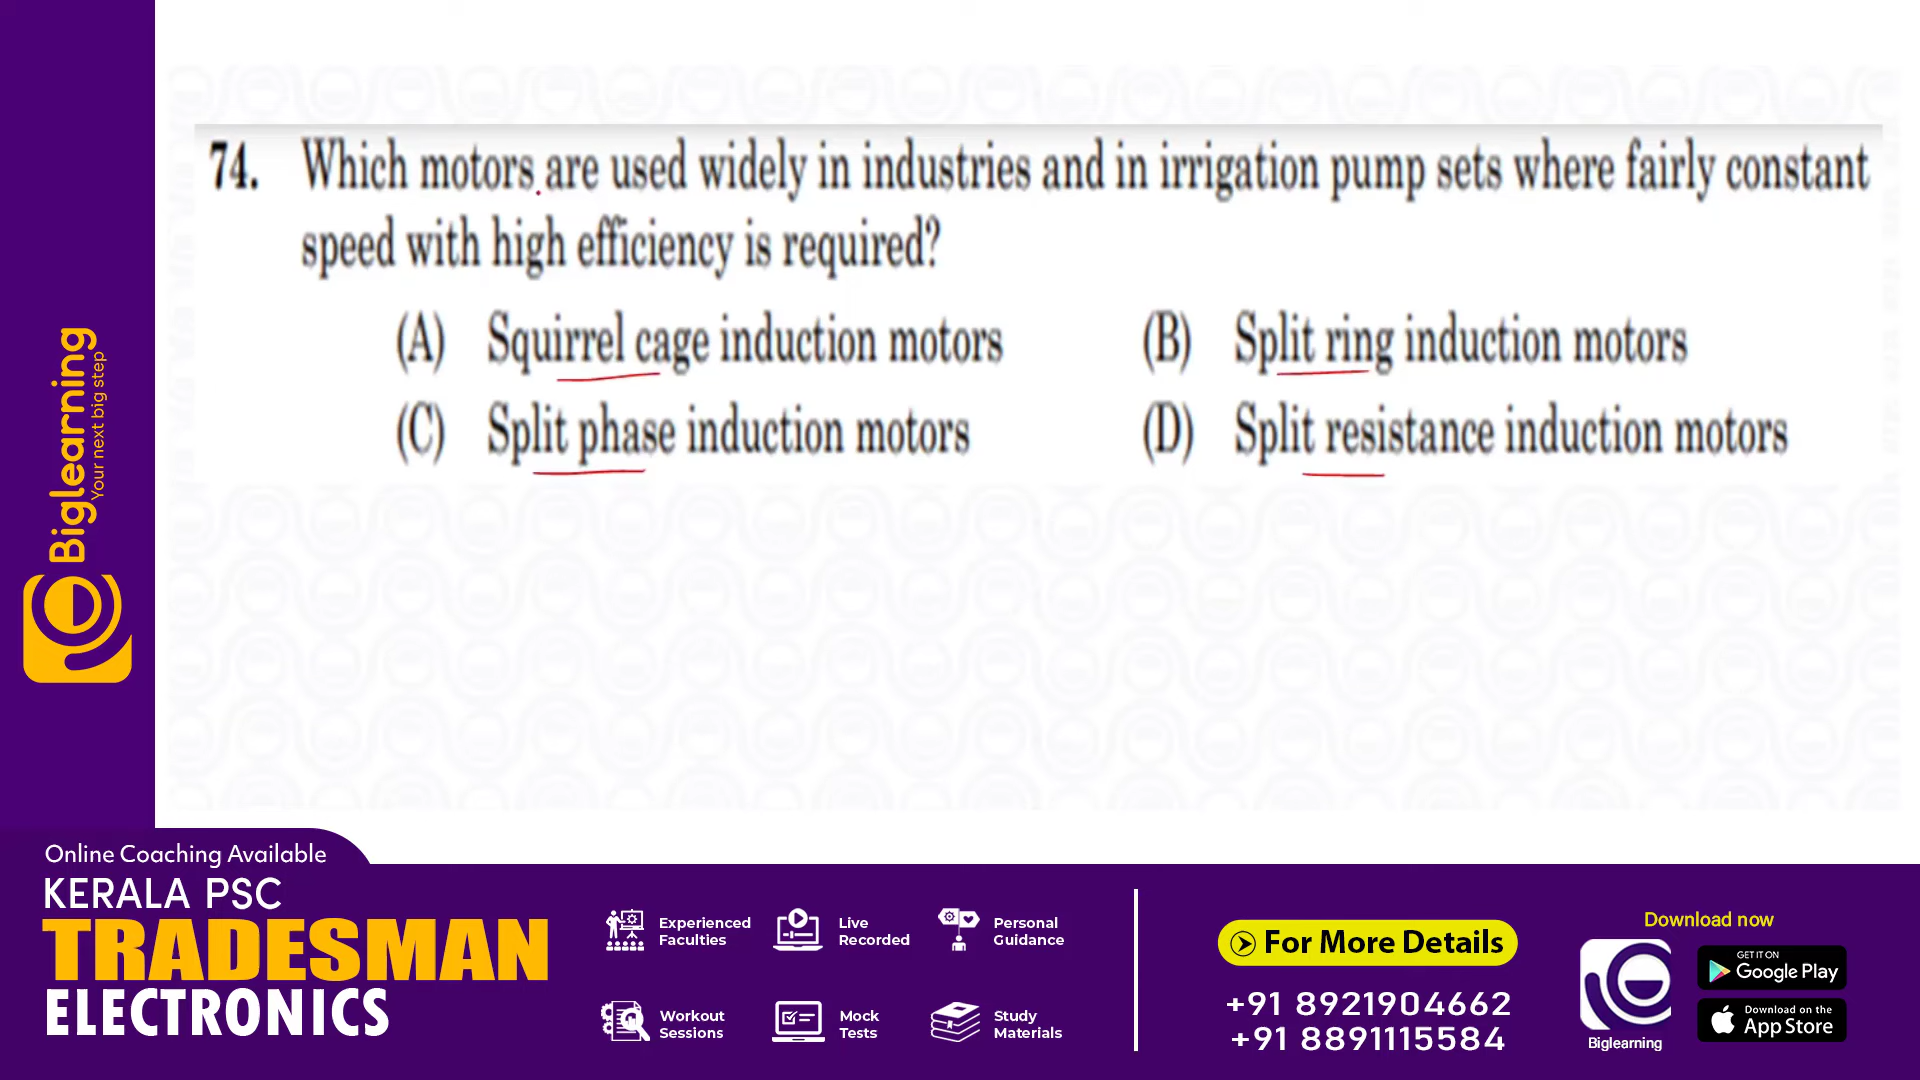 74. Which motors are used widely in industries and in irrigation pump sets where fairly constant
speed with high efficiency is required?
(A) Squirrel cage induction motors (B) Split ring induction motors
(C) Split phase induction motors (D) Split resistance induction motors
Biglearning
Your next big step
Online Coaching Available
KERALA PSC
TRADESMAN
ELECTRONICS
Experienced
Faculties
Live
Recorded
Personal
Guidance
Workout
Sessions
Mock
Tests
Study
Materials
For More Details
+91 8921904662
+91 8891115584
Download now
Biglearning
GET IT ON
Google Play
Download on the
App Store